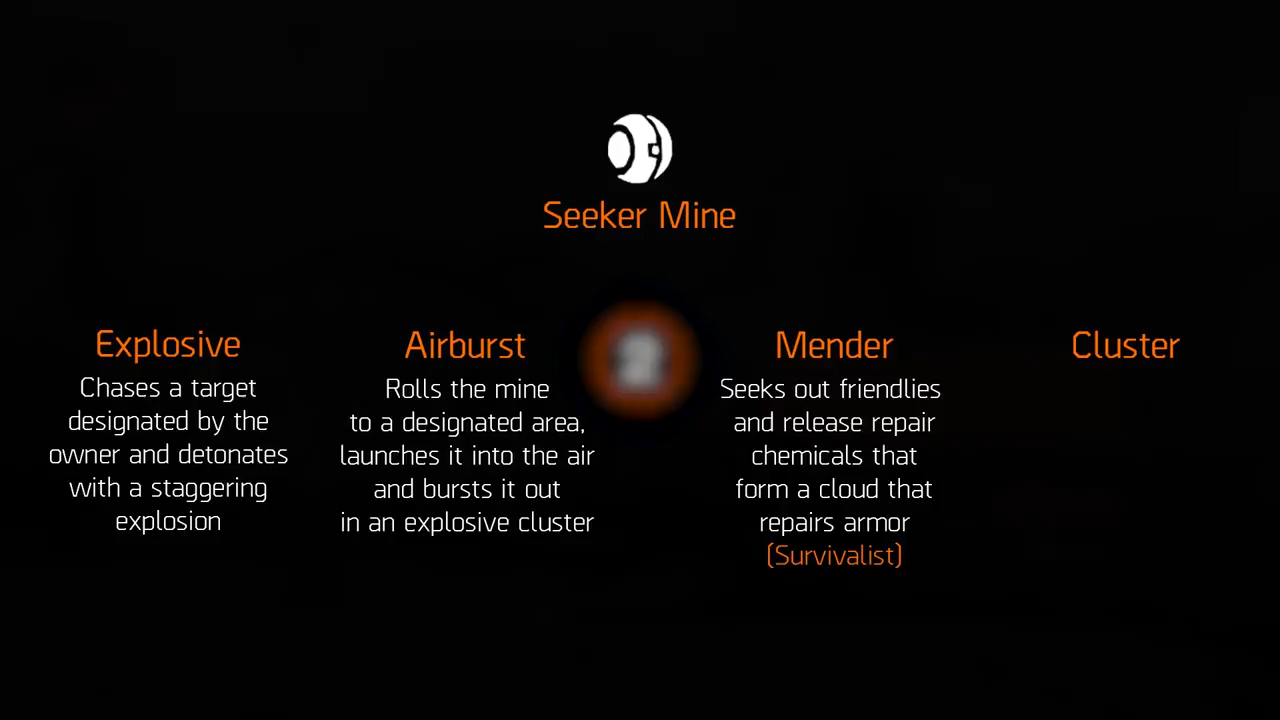 Seeker Mine
Explosive
Chases a target
designated by the
owner and detonates
with a staggering
explosion
Airburst
Rolls the mine
to a designated area,
launches it into the air
and bursts it out
in an explosive cluster
Mender
Seeks out friendlies
and release repair
chemicals that
form a cloud that
repairs armor
(Survivalist)
Cluster